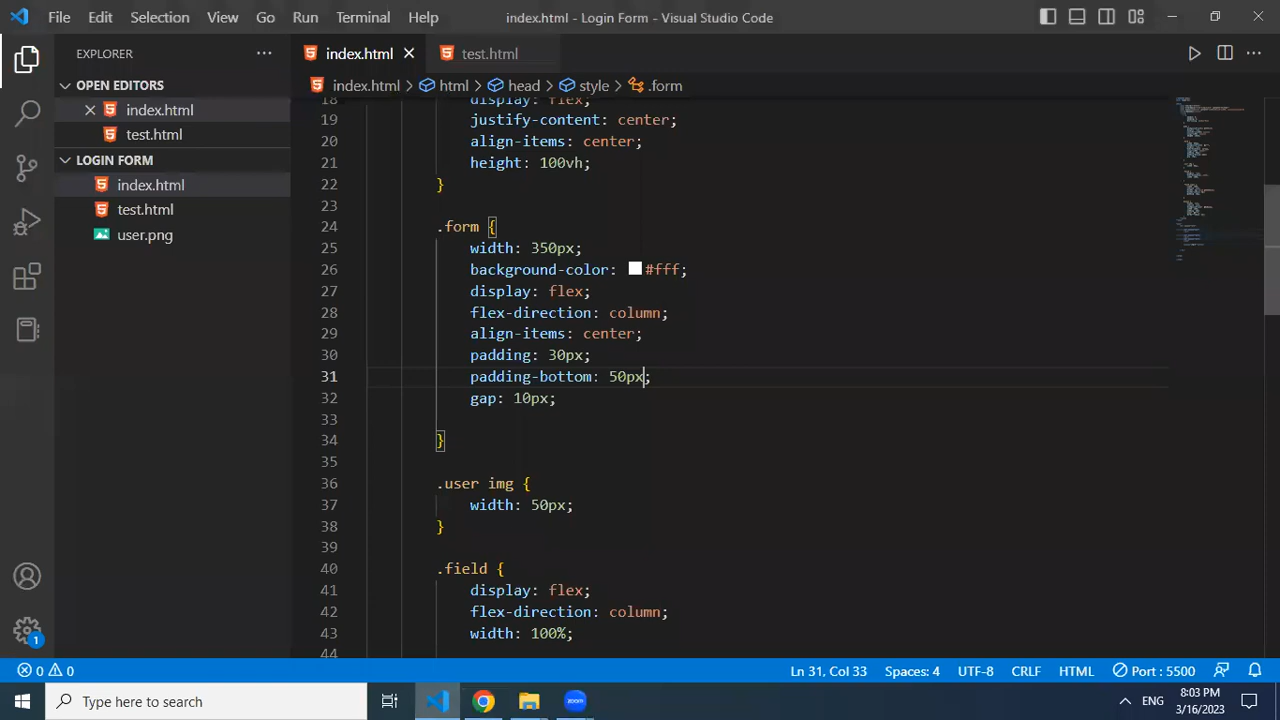 File Edit Selection View Go Run Terminal Help index.html - Login Form - Visual Studio Code
EXPLORER
OPEN EDITORS
index.html
test.html
LOGIN FORM
index.html
test.html
user.png
index.html test.html
index.html > html > head > style > .form
18 display: flex;
19 justify-content: center;
20 align-items: center;
21 height: 100vh;
22 }
23
24 .form {
25 width: 350px;
26 background-color: #fff;
27 display: flex;
28 flex-direction: column;
29 align-items: center;
30 padding: 30px;
31 padding-bottom: 50px;
32 gap: 10px;
33
34 }
35
36 .user img {
37 width: 50px;
38 }
39
40 .field {
41 display: flex;
42 flex-direction: column;
43 width: 100%;
44
1
0 0 Ln 31, Col 33 Spaces: 4 UTF-8 CRLF HTML Port : 5500
Type here to search
zoom
ENG
8:03 PM
3/16/2023